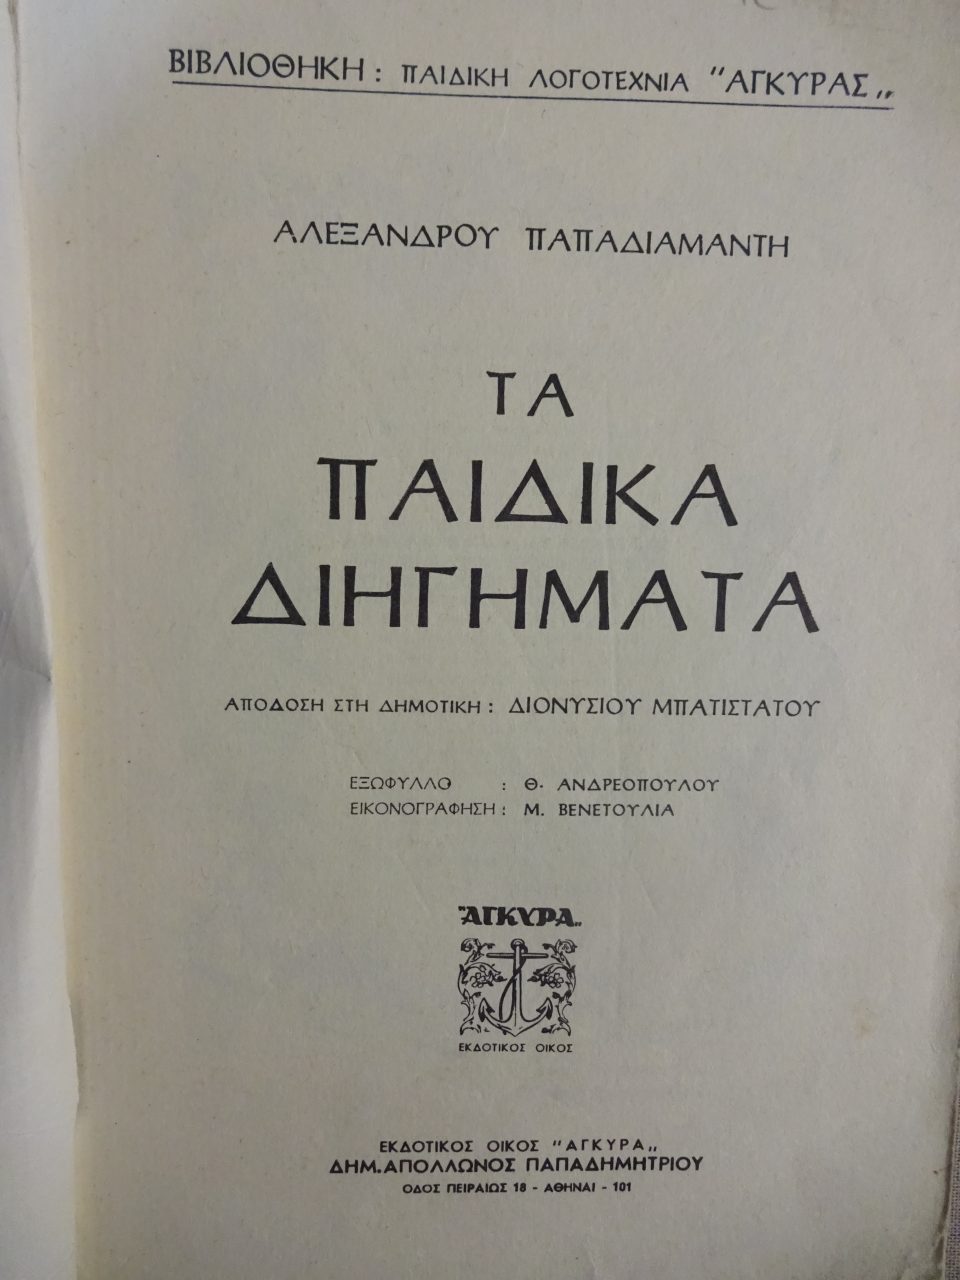 ΒΙΒΛΙΟΘΗΚΗ : ΠΑΙΔΙΚΗ ΛΟΓΟΤΕΧΝΙΑ "ΑΓΚΥΡΑΣ„
ΑΛΕΞΑΝΔΡΟΥ ΠΑΠΑΔΙΑΜΑΝΤΗ
ΤΑ
ΠΑΙΔΙΚΑ
ΔΙΗΓΗΜΑΤΑ
ΑΠΟΔΟΣΗ ΣΤΗ ΔΗΜΟΤΙΚΗ : ΔΙΟΝΥΣΙΟΥ ΜΠΑΤΙΣΤΑΤΟΥ
ΕΞΩΦΥΛΛΟ : Θ. ΑΝΔΡΕΟΠΟΥΛΟΥ
ΕΙΚΟΝΟΓΡΑΦΗΣΗ : Μ. ΒΕΝΕΤΟΥΛΙΑ
"ΑΓΚΥΡΑ„
ΕΚΔΟΤΙΚΟΣ ΟΙΚΟΣ
ΕΚΔΟΤΙΚΟΣ ΟΙΚΟΣ "ΑΓΚΥΡΑ„
ΔΗΜ.ΑΠΟΛΛΩΝΟΣ ΠΑΠΑΔΗΜΗΤΡΙΟΥ
ΟΔΟΣ ΠΕΙΡΑΙΩΣ 18 - ΑΘΗΝΑΙ - 101